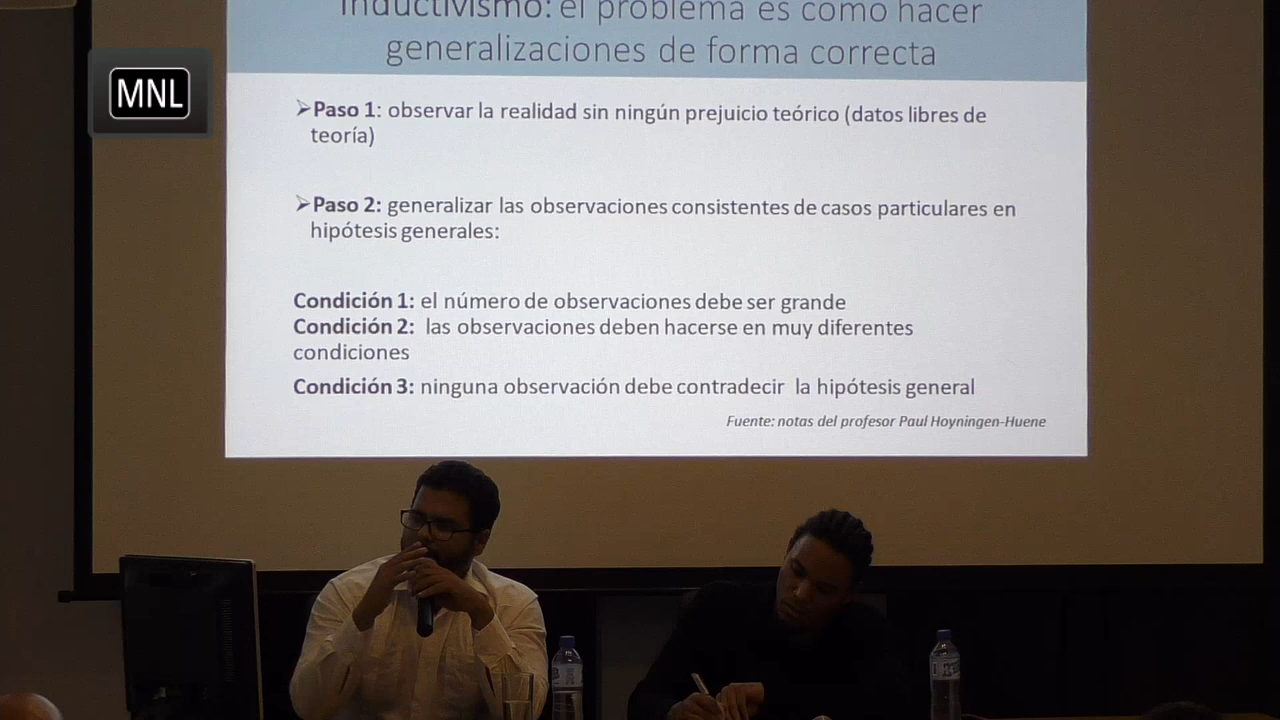 Inductivismo: el problema es como hacer
generalizaciones de forma correcta
MNL
➢Paso 1: observar la realidad sin ningún prejuicio teórico (datos libres de
teoría)
➢Paso 2: generalizar las observaciones consistentes de casos particulares en
hipótesis generales:
Condición 1: el número de observaciones debe ser grande
Condición 2: las observaciones deben hacerse en muy diferentes
condiciones
Condición 3: ninguna observación debe contradecir la hipótesis general
Fuente: notas del profesor Paul Hoyningen-Huene